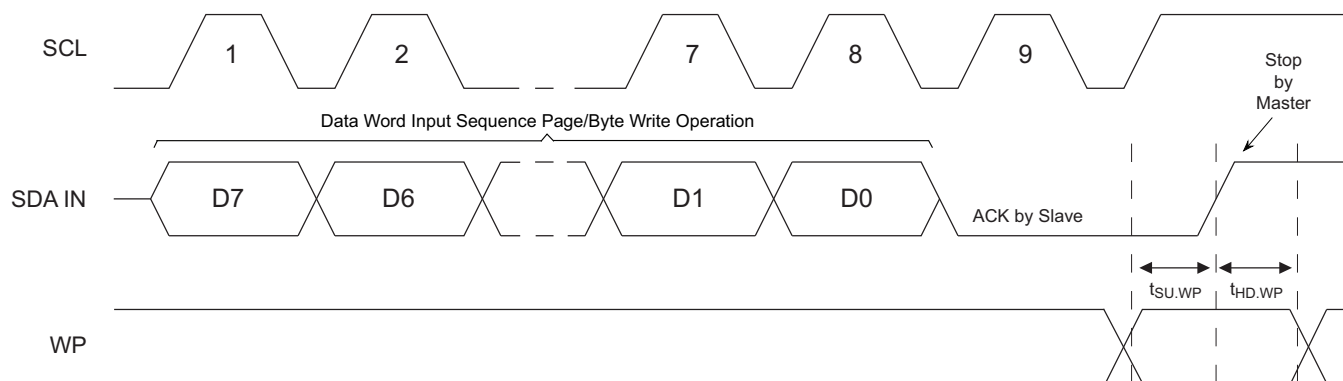 SCL
1
2
7
8
9
Stop
by
Master
Data Word Input Sequence Page/Byte Write Operation
SDA IN
D7
D6
D1
D0
ACK by Slave
tSU.WP
tHD.WP
WP